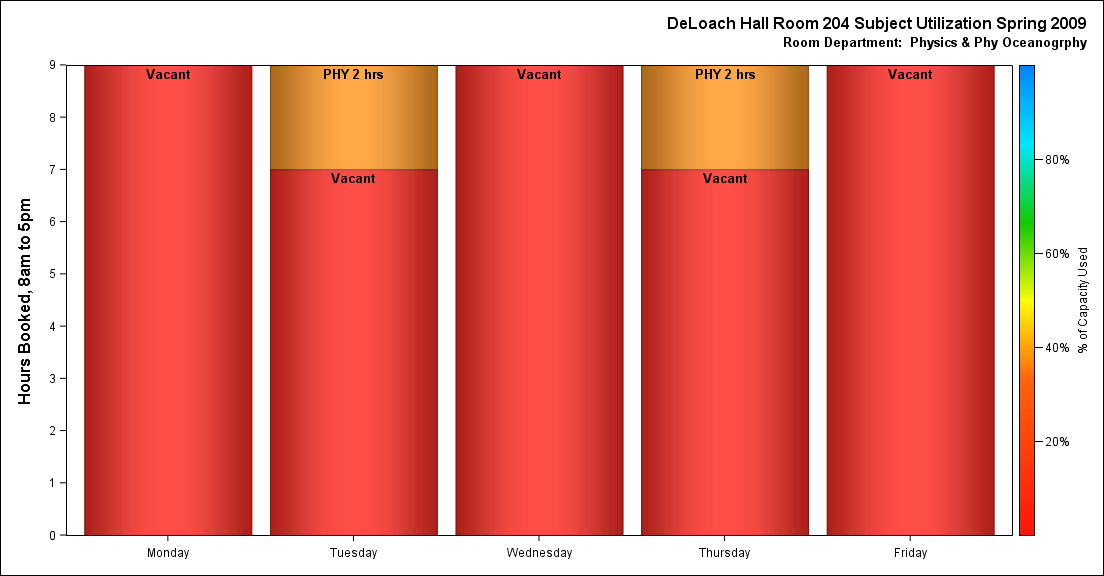 DeLoach Hall Room 204 Subject Utilization Spring 2009
Room Department:  Physics & Phy Oceanogrphy
Hours Booked, 8am to 5pm
9
8
7
6
5
4
3
2
1
0
Vacant
PHY 2 hrs
Vacant
PHY 2 hrs
Vacant
Vacant
Vacant
Monday
Tuesday
Wednesday
Thursday
Friday
80%
60%
40%
20%
% of Capacity Used